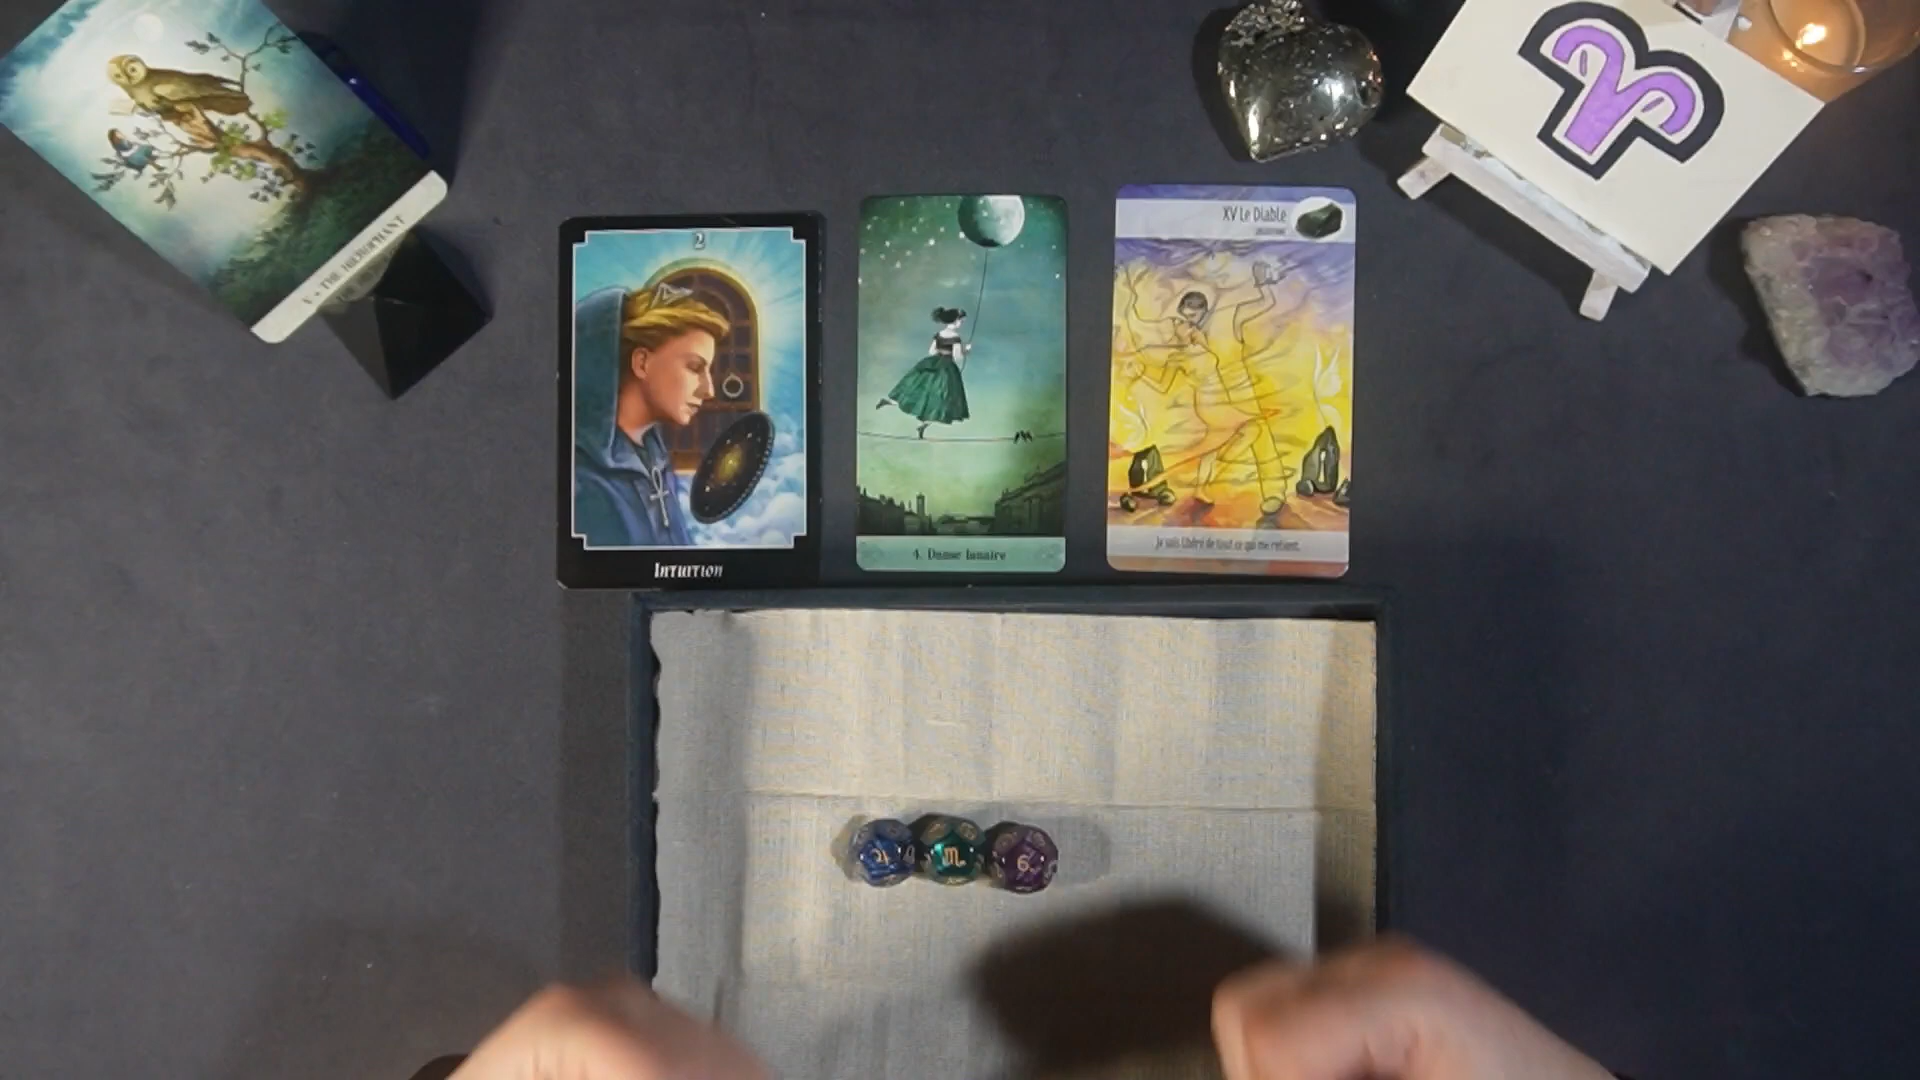 V • THE HIEROPHANT
2
Intuition
4. Danse lunaire
XV Le Diable
Je suis libéré de tout ce qui me retient.
6